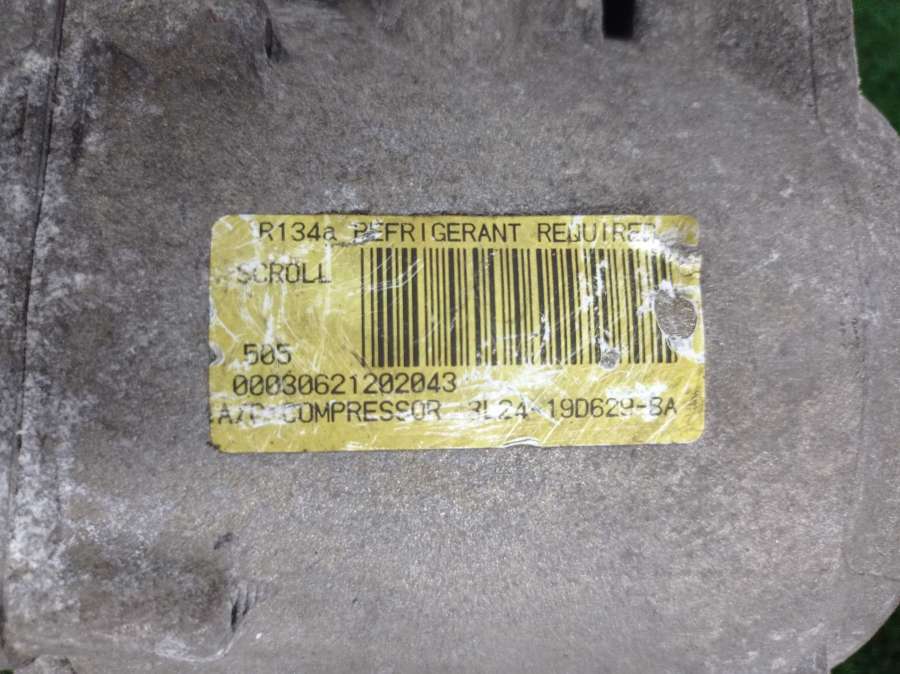 R134a REFRIGERANT REQUIRED
SCROLL
505
00030621202043
A/C COMPRESSOR 3L24-19D629-BA